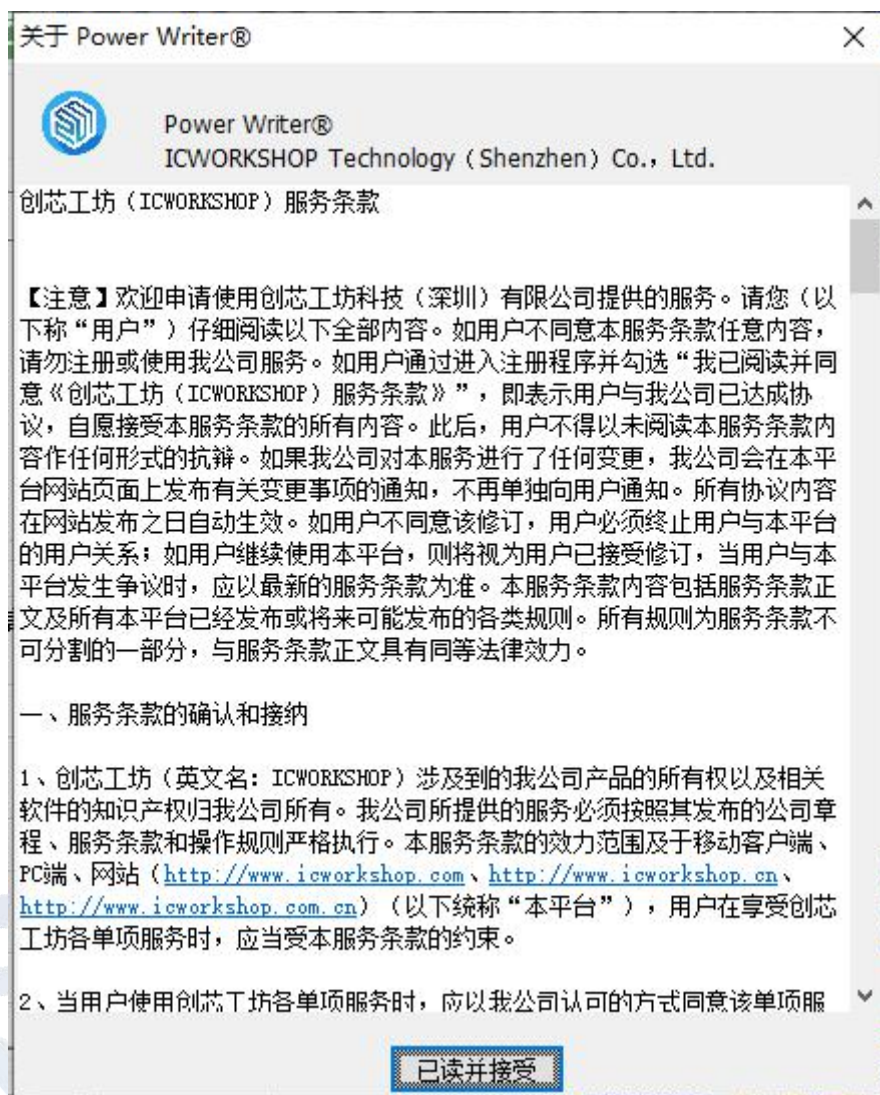 关于 Power Writer®
Power Writer®
ICWORKSHOP Technology（Shenzhen）Co.，Ltd.
创芯工坊（ICWORKSHOP）服务条款
【注意】欢迎申请使用创芯工坊科技（深圳）有限公司提供的服务。请您（以
下称“用户”）仔细阅读以下全部内容。如用户不同意本服务条款任意内容，
请勿注册或使用我公司服务。如用户通过进入注册程序并勾选“我已阅读并同
意《创芯工坊（ICWORKSHOP）服务条款》”，即表示用户与我公司已达成协
议，自愿接受本服务条款的所有内容。此后，用户不得以未阅读本服务条款内
容作任何形式的抗辩。如果我公司对本服务进行了任何变更，我公司会在本平
台网站页面上发布有关变更事项的通知，不再单独向用户通知。所有协议内容
在网站发布之日自动生效。如用户不同意该修订，用户必须终止用户与本平台
的用户关系；如用户继续使用本平台，则将视为用户已接受修订，当用户与本
平台发生争议时，应以最新的服务条款为准。本服务条款内容包括服务条款正
文及所有本平台已经发布或将来可能发布的各类规则。所有规则为服务条款不
可分割的一部分，与服务条款正文具有同等法律效力。
一、服务条款的确认和接纳
1、创芯工坊（英文名：ICWORKSHOP）涉及到的我公司产品的所有权以及相关
软件的知识产权归我公司所有。我公司所提供的服务必须按照其发布的公司章
程、服务条款和操作规则严格执行。本服务条款的效力范围及于移动客户端、
PC端、网站（http://www.icworkshop.com、http://www.icworkshop.cn、
http://www.icworkshop.com.cn）（以下统称“本平台”），用户在享受创芯
工坊各单项服务时，应当受本服务条款的约束。
2、当用户使用创芯工坊各单项服务时，应以我公司认可的方式同意该单项服
已读并接受